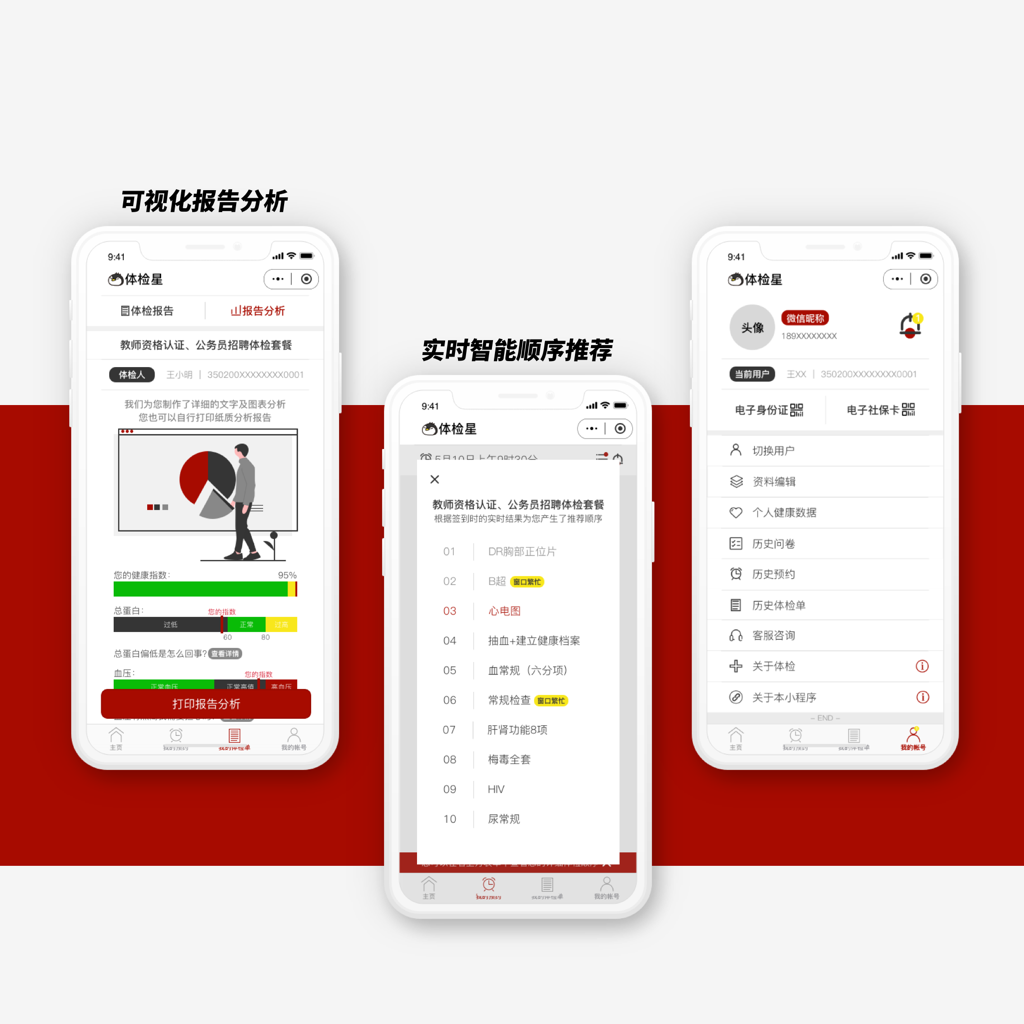 可视化报告分析
9:41
体检星
体检报告
报告分析
教师资格认证、公务员招聘体检套餐
体检人 王小明 | 350200XXXXXXXX0001
我们为您制作了详细的文字及图表分析
您也可以自行打印纸质分析报告
您的健康指数: 95%
总蛋白: 您的指数
过低 正常 过高
60 80
总蛋白偏低是怎么回事? 查看详情
血压: 您的指数
正常血压 正常高值 高血压
打印报告分析
主页
我的帐号
实时智能顺序推荐
9:41
体检星
5月10日上午9时30分
教师资格认证、公务员招聘体检套餐
根据签到时的实时结果为您产生了推荐顺序
01 DR胸部正位片
02 B超 窗口繁忙
03 心电图
04 抽血+建立健康档案
05 血常规（六分项）
06 常规检查 窗口繁忙
07 肝肾功能8项
08 梅毒全套
09 HIV
10 尿常规
主页
我的帐号
9:41
体检星
头像
微信昵称
189XXXXXXXX
1
当前用户 王XX | 350200XXXXXXXX0001
电子身份证
电子社保卡
切换用户
资料编辑
个人健康数据
历史问卷
历史预约
历史体检单
客服咨询
关于体检
关于本小程序
– END –
主页
我的帐号